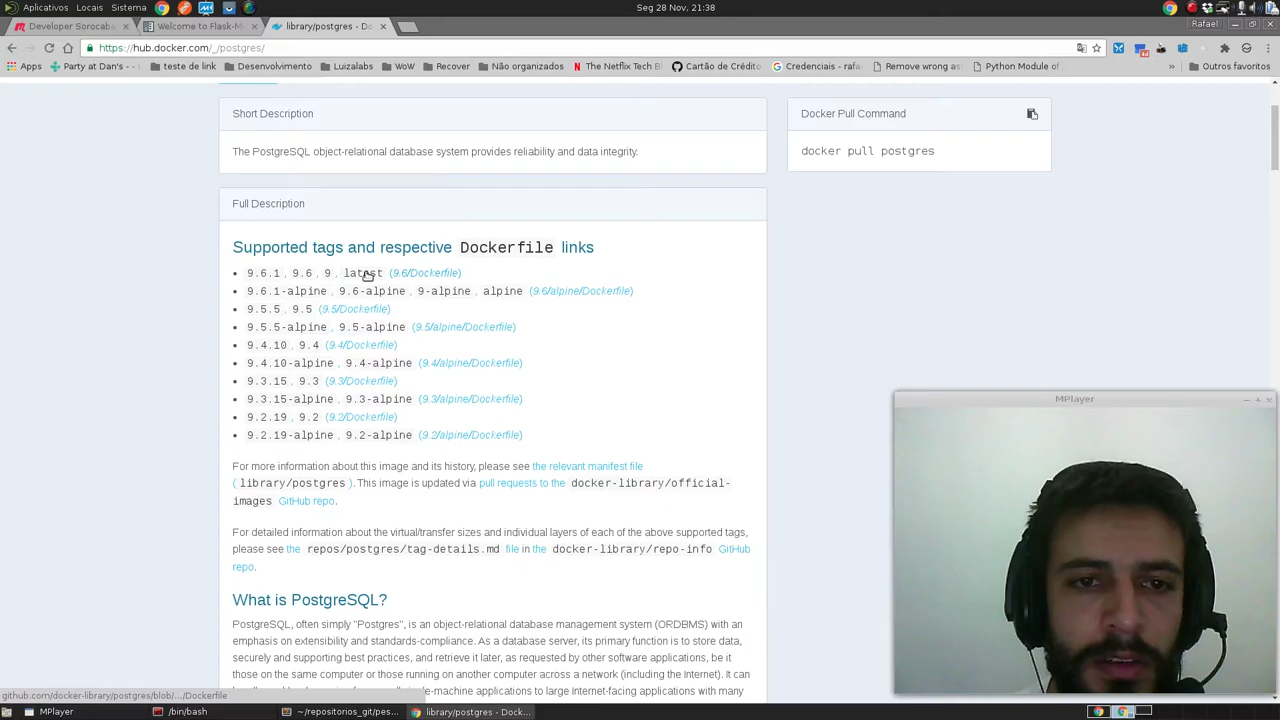 Aplicativos Locais Sistema Seg 28 Nov, 21:38
Developer Sorocab Welcome to Flask-M library/postgres - Do Rafael
https://hub.docker.com/_/postgres/
Apps Party at Dan's - teste de link Desenvolvimento Luizalabs WoW Recover Não organizados The Netflix Tech B Cartão de Crédito Credenciais - rafa Remove wrong as Python Module of » Outros favoritos
Short Description
The PostgreSQL object-relational database system provides reliability and data integrity.
Docker Pull Command
docker pull postgres
Full Description
Supported tags and respective Dockerfile links
• 9.6.1 , 9.6 , 9 , latest (9.6/Dockerfile)
• 9.6.1-alpine , 9.6-alpine , 9-alpine , alpine (9.6/alpine/Dockerfile)
• 9.5.5 , 9.5 (9.5/Dockerfile)
• 9.5.5-alpine , 9.5-alpine (9.5/alpine/Dockerfile)
• 9.4.10 , 9.4 (9.4/Dockerfile)
• 9.4.10-alpine , 9.4-alpine (9.4/alpine/Dockerfile)
• 9.3.15 , 9.3 (9.3/Dockerfile)
• 9.3.15-alpine , 9.3-alpine (9.3/alpine/Dockerfile)
• 9.2.19 , 9.2 (9.2/Dockerfile)
• 9.2.19-alpine , 9.2-alpine (9.2/alpine/Dockerfile)
For more information about this image and its history, please see the relevant manifest file
( library/postgres ). This image is updated via pull requests to the docker-library/official-
images GitHub repo.
For detailed information about the virtual/transfer sizes and individual layers of each of the above supported tags,
please see the repos/postgres/tag-details.md file in the docker-library/repo-info GitHub
repo.
What is PostgreSQL?
PostgreSQL, often simply "Postgres", is an object-relational database management system (ORDBMS) with an
emphasis on extensibility and standards-compliance. As a database server, its primary function is to store data,
securely and supporting best practices, and retrieve it later, as requested by other software applications, be it
those on the same computer or those running on another computer across a network (including the Internet). It can
-machine applications to large Internet-facing applications with many
github.com/docker-library/postgres/blob/.../Dockerfile
MPlayer
MPlayer /bin/bash ~/repositorios_git/pes... library/postgres - Dock...